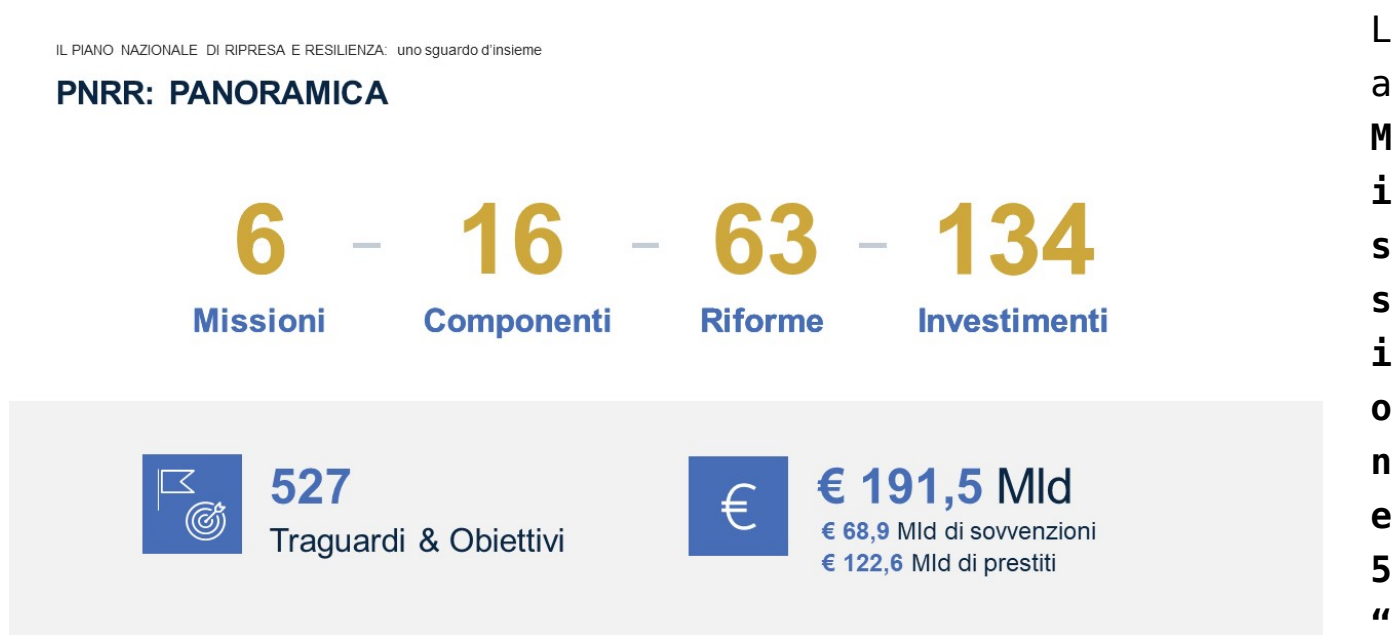 IL PIANO NAZIONALE DI RIPRESA E RESILIENZA: uno sguardo d'insieme
PNRR: PANORAMICA
6 – 16 – 63 – 134
Missioni Componenti Riforme Investimenti
527
Traguardi & Obiettivi
€
€ 191,5 Mld
€ 68,9 Mld di sovvenzioni
€ 122,6 Mld di prestiti
L
a
M
i
s
s
i
o
n
e
5
“